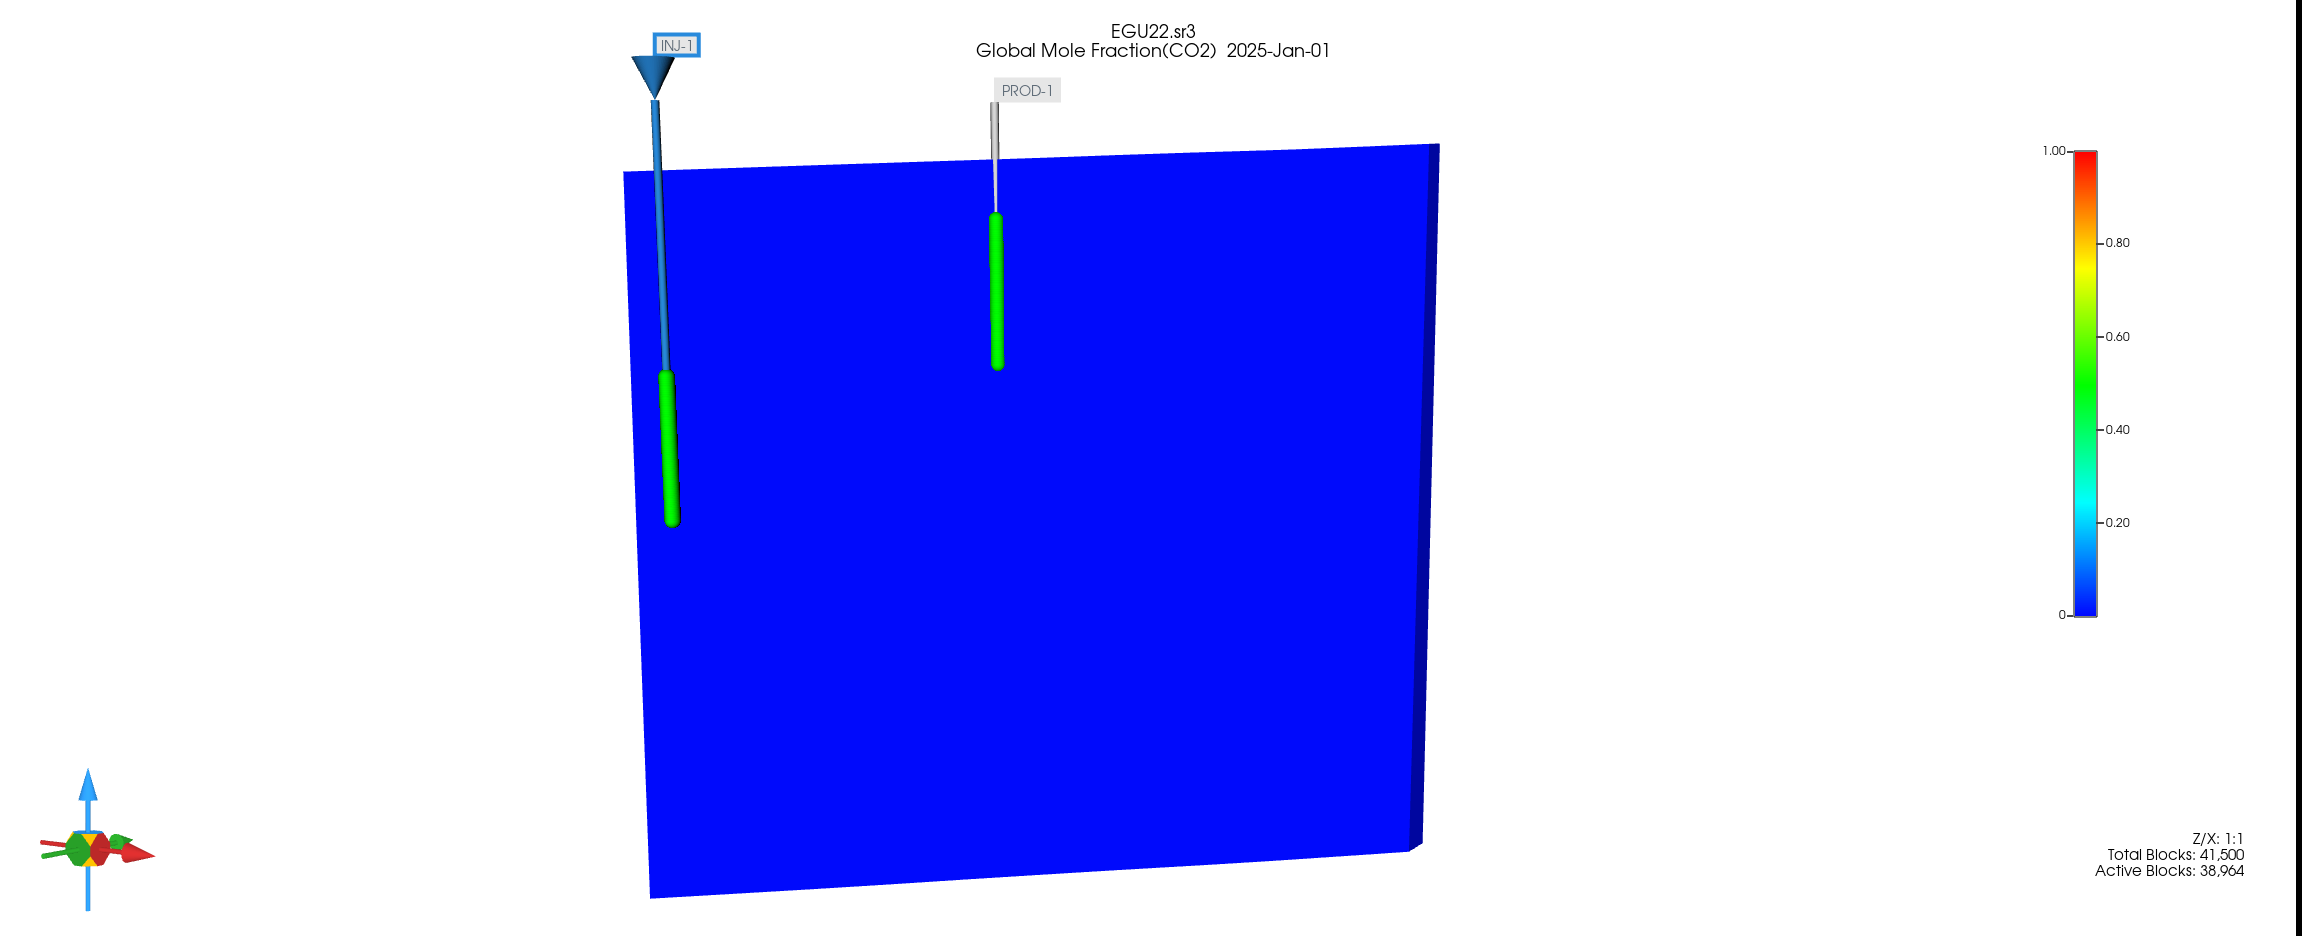 EGU22.sr3
Global Mole Fraction(CO2) 2025-Jan-01
INJ-1
PROD-1
1.00
0.80
0.60
0.40
0.20
0
Z/X: 1:1
Total Blocks: 41,500
Active Blocks: 38,964